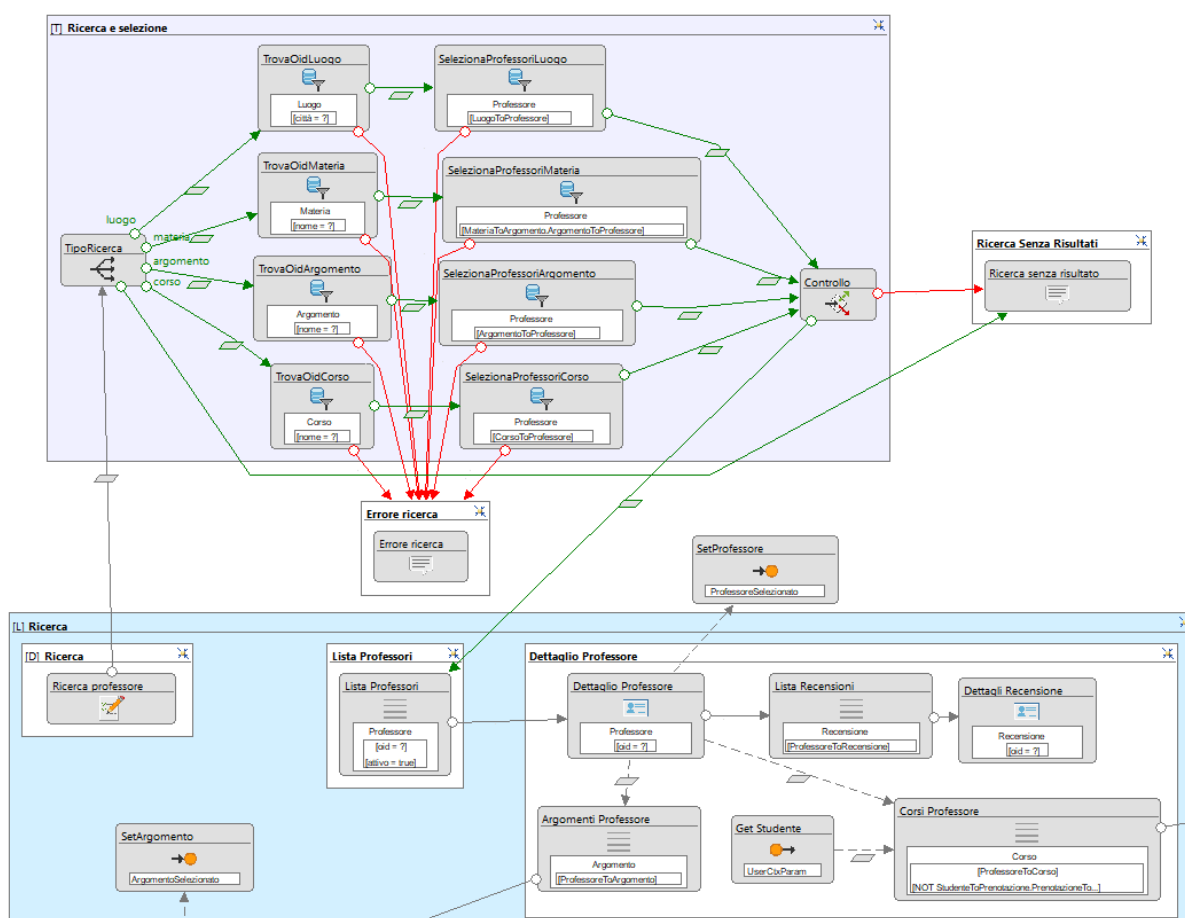 [T] Ricerca e selezione
TrovaOidLuogo
Luogo
[città = ?]
SelezionaProfessoriLuogo
Professore
[LuogoToProfessore]
TrovaOidMateria
Materia
[nome = ?]
SelezionaProfessoriMateria
Professore
[MateriaToArgomento.ArgomentoToProfessore]
luogo
materia
argomento
corso
TipoRicerca
TrovaOidArgomento
Argomento
[nome = ?]
SelezionaProfessoriArgomento
Professore
[ArgomentoToProfessore]
Controllo
Ricerca Senza Risultati
Ricerca senza risultato
TrovaOidCorso
Corso
[nome = ?]
SelezionaProfessoriCorso
Professore
[CorsoToProfessore]
Errore ricerca
Errore ricerca
SetProfessore
ProfessoreSelezionato
[L] Ricerca
[D] Ricerca
Ricerca professore
Lista Professori
Lista Professori
Professore
[oid = ?]
[attivo = true]
Dettaglio Professore
Dettaglio Professore
Professore
[oid = ?]
Lista Recensioni
Recensione
[ProfessoreToRecensione]
Dettagli Recensione
Recensione
[oid = ?]
SetArgomento
ArgomentoSelezionato
Argomenti Professore
Argomento
[ProfessoreToArgomento]
Get Studente
UserCtxParam
Corsi Professore
Corso
[ProfessoreToCorso]
[NOT StudenteToPrenotazione.PrenotazioneTo...]